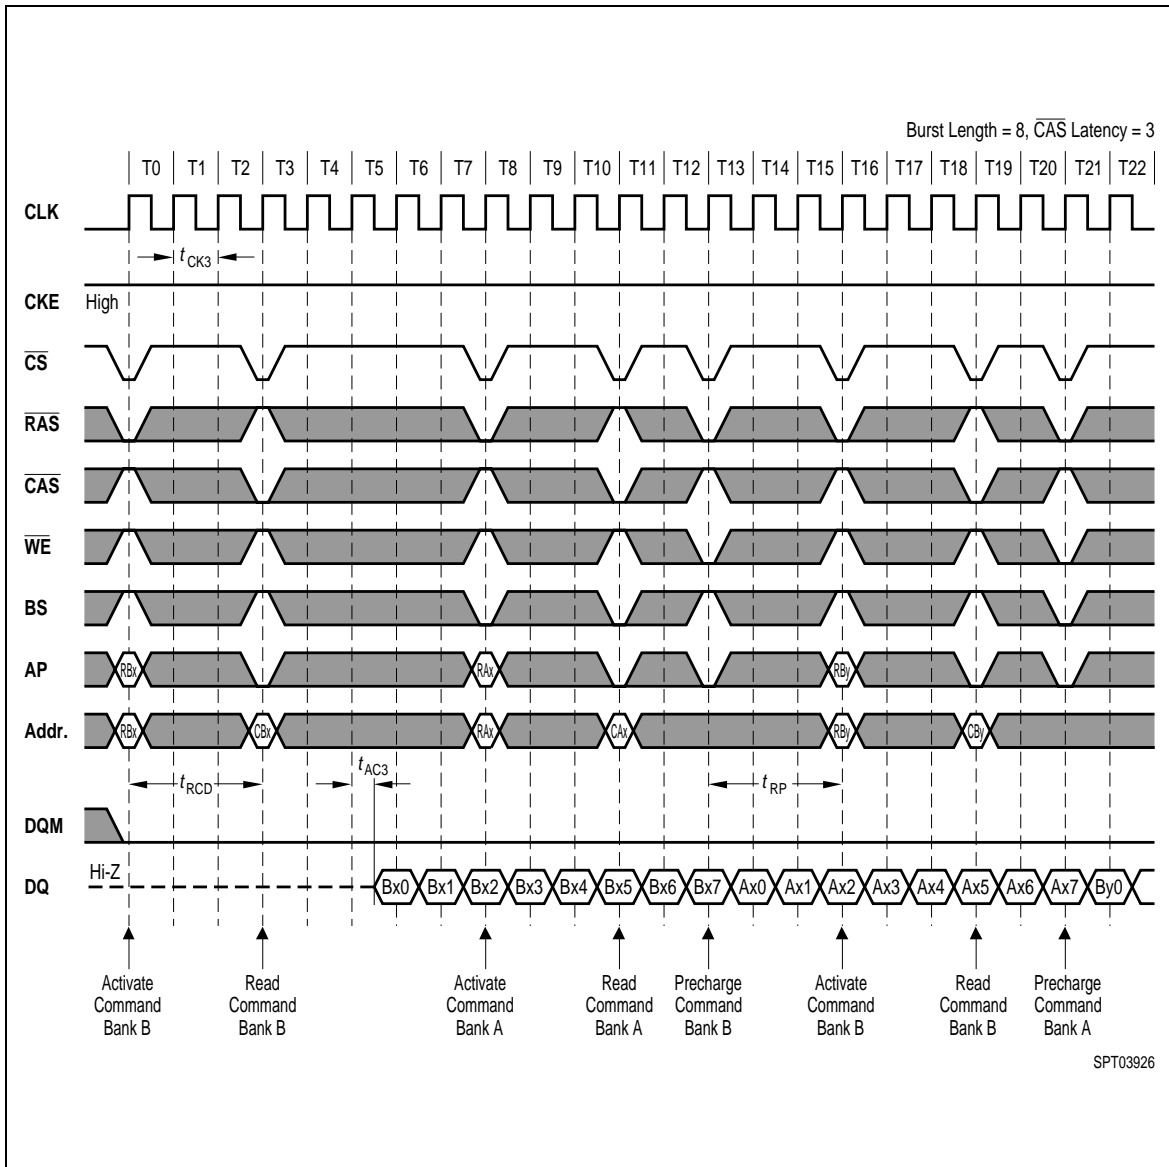 Burst Length = 8, CAS Latency = 3
T0 T1 T2 T3 T4 T5 T6 T7 T8 T9 T10 T11 T12 T13 T14 T15 T16 T17 T18 T19 T20 T21 T22
CLK
tCK3
CKE High
CS
RAS
CAS
WE
BS
AP RBx RAx RBy
Addr. RBx CBx RAx CAx RBy CBy
tRCD tAC3 tRP
DQM
DQ Hi-Z Bx0 Bx1 Bx2 Bx3 Bx4 Bx5 Bx6 Bx7 Ax0 Ax1 Ax2 Ax3 Ax4 Ax5 Ax6 Ax7 By0
Activate Read Activate Read Precharge Activate Read Precharge
Command Command Command Command Command Command Command Command
Bank B Bank B Bank A Bank A Bank B Bank B Bank B Bank A
SPT03926